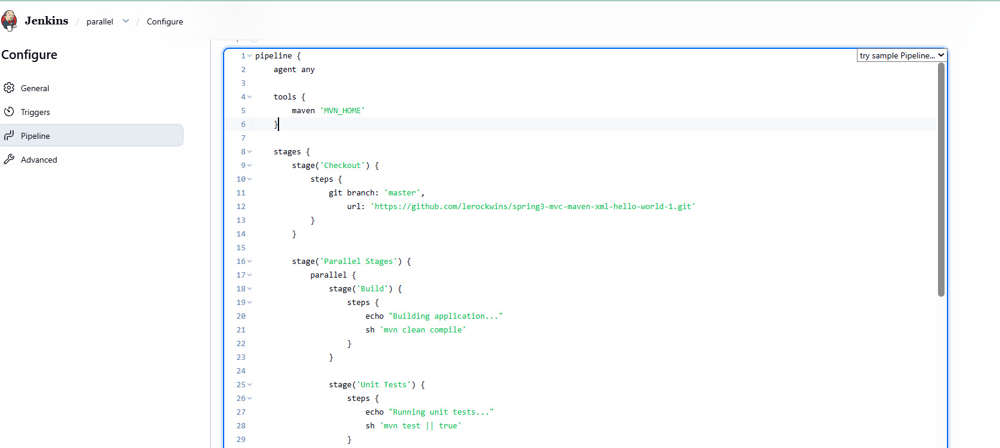 Jenkins / parallel / Configure
Configure
General
Triggers
Pipeline
Advanced
try sample Pipeline...
1 pipeline {
2     agent any
3
4     tools {
5         maven 'MVN_HOME'
6     }
7
8     stages {
9         stage('Checkout') {
10             steps {
11                 git branch: 'master',
12                     url: 'https://github.com/lerockwins/spring3-mvc-maven-xml-hello-world-1.git'
13             }
14         }
15
16         stage('Parallel Stages') {
17             parallel {
18                 stage('Build') {
19                     steps {
20                         echo "Building application..."
21                         sh 'mvn clean compile'
22                     }
23                 }
24
25                 stage('Unit Tests') {
26                     steps {
27                         echo "Running unit tests..."
28                         sh 'mvn test || true'
29                     }